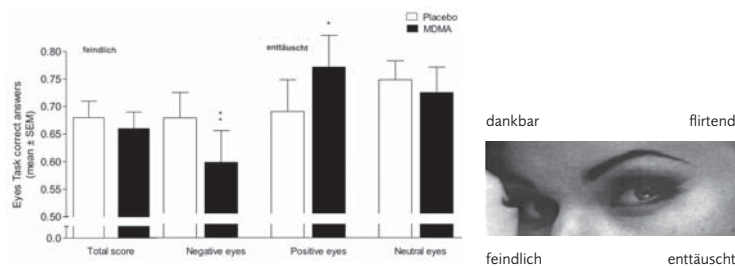 Placebo
MDMA
feindlich
enttäuscht
*
*
*
Eyes Task correct answers
(mean ± SEM)
0.80
0.75
0.70
0.65
0.60
0.55
0.50
0.0
Total score
Negative eyes
Positive eyes
Neutral eyes
dankbar flirtend
feindlich enttäuscht